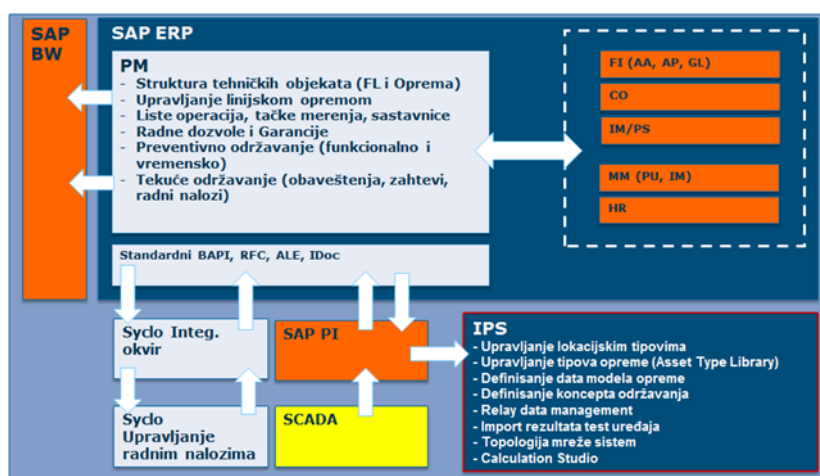 SAP
BW
SAP ERP
PM
- Struktura tehničkih objekata (FL i Oprema)
- Upravljanje linijskom opremom
- Liste operacija, tačke merenja, sastavnice
- Radne dozvole i Garancije
- Preventivno održavanje (funkcionalno i
vremensko)
- Tekuće održavanje (obaveštenja, zahtevi,
radni nalozi)
FI (AA, AP, GL)
CO
IM/PS
MM (PU, IM)
HR
Standardni BAPI, RFC, ALE, IDoc
Syclo Integ.
okvir
SAP PI
Syclo
Upravljanje
radnim nalozima
SCADA
IPS
- Upravljanje lokacijskim tipovima
- Upravljanje tipova opreme (Asset Type Library)
- Definisanje data modela opreme
- Definisanje koncepta održavanja
- Relay data management
- Import rezultata test uređaja
- Topologija mreže sistem
- Calculation Studio